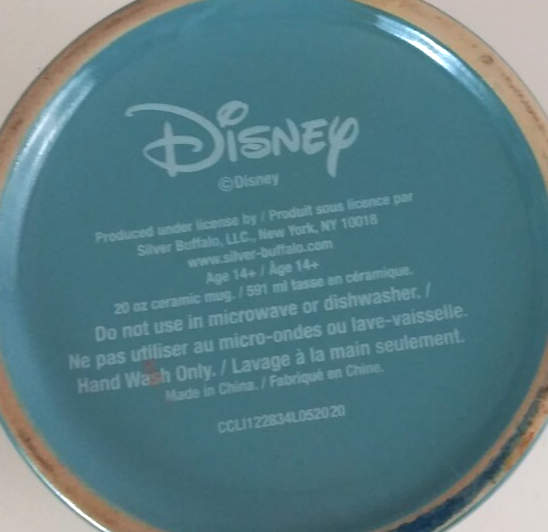 Disney
©Disney
Produced under license by / Produit sous licence par
Silver Buffalo, LLC., New York, NY 10018
www.silver-buffalo.com
Age 14+ / Âge 14+
20 oz ceramic mug. / 591 ml tasse en céramique.
Do not use in microwave or dishwasher. /
Ne pas utiliser au micro-ondes ou lave-vaisselle.
Hand Wash Only. / Lavage à la main seulement.
Made in China. / Fabriqué en Chine.
CCLI122834L052020